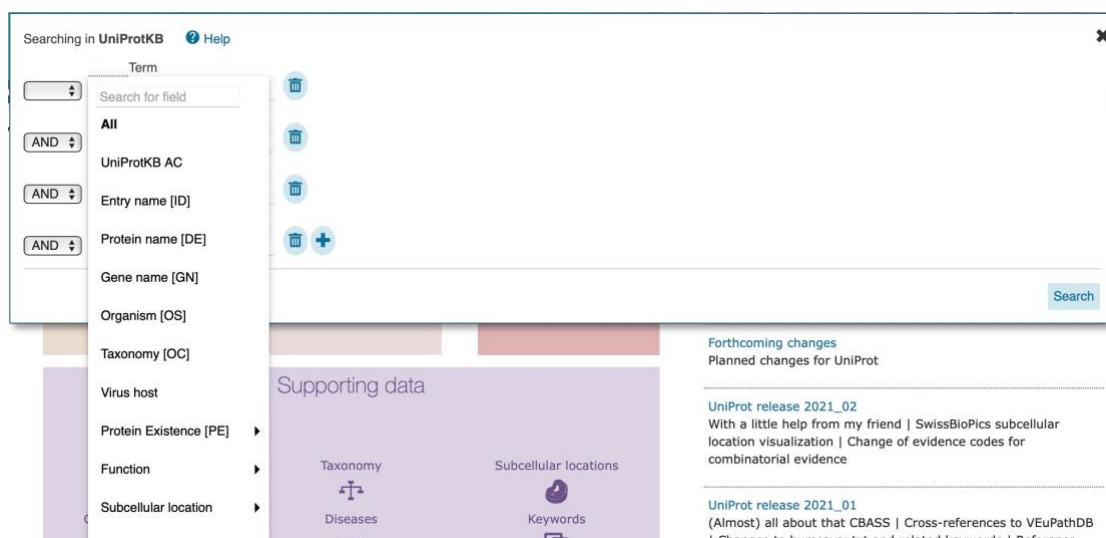 Searching in UniProtKB Help
Term
Search for field
All
AND
UniProtKB AC
AND
Entry name [ID]
AND
Protein name [DE]
Gene name [GN]
Search
Organism [OS]
Taxonomy [OC]
Virus host
Protein Existence [PE]
Function
Subcellular location
Supporting data
Taxonomy
Subcellular locations
Diseases
Keywords
Forthcoming changes
Planned changes for UniProt
UniProt release 2021_02
With a little help from my friend | SwissBioPics subcellular
location visualization | Change of evidence codes for
combinatorial evidence
UniProt release 2021_01
(Almost) all about that CBASS | Cross-references to VEuPathDB